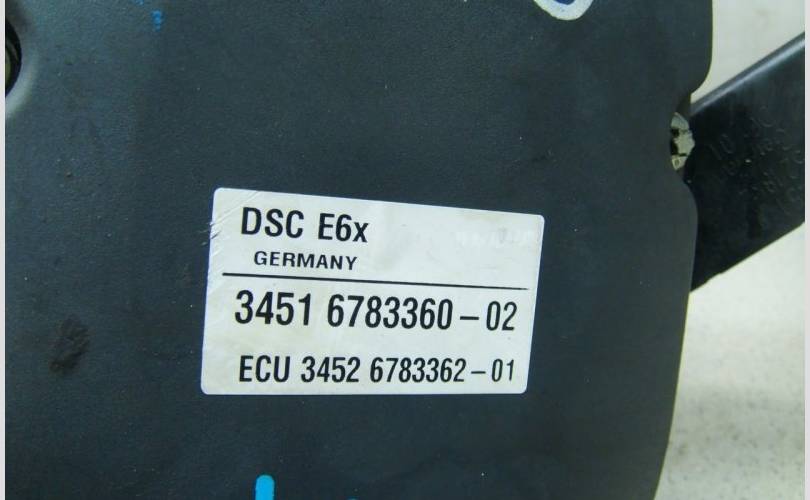 DSC E6x
GERMANY
3451 6783360-02
ECU 3452 6783362-01